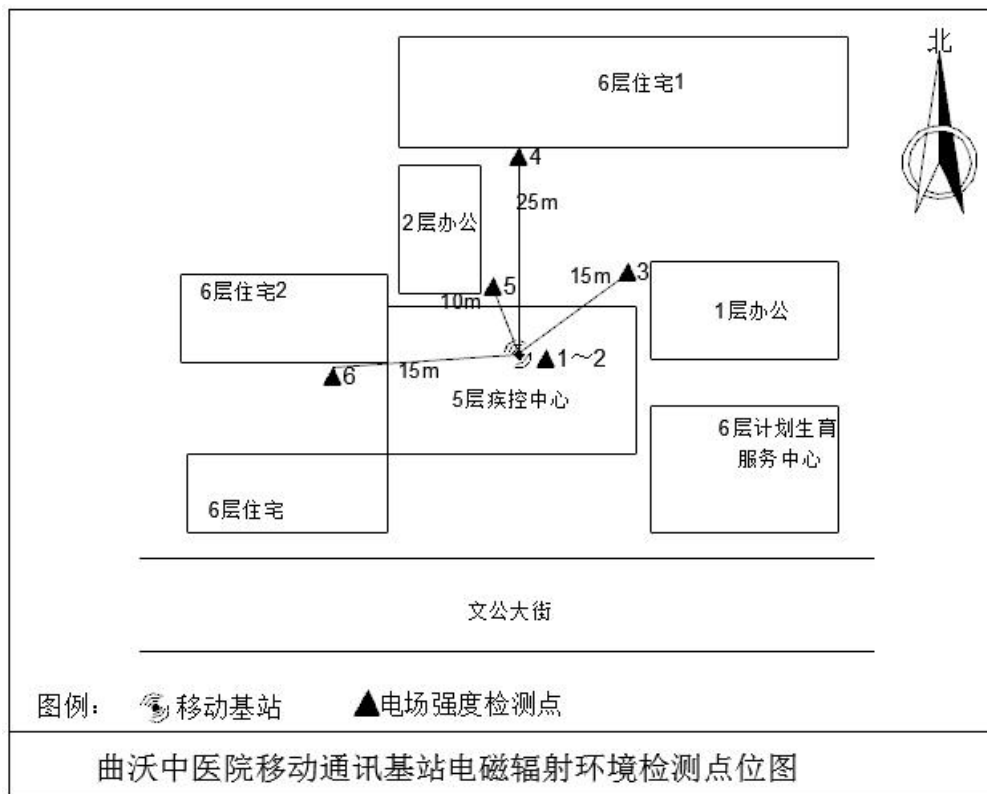 北
6层住宅1
▲4
25m
2层办公
15m
▲3
▲5
10m
6层住宅2
1层办公
▲1～2
15m
▲6
5层疾控中心
6层计划生育
服务中心
6层住宅
文公大街
图例：
移动基站
▲电场强度检测点
曲沃中医院移动通讯基站电磁辐射环境检测点位图